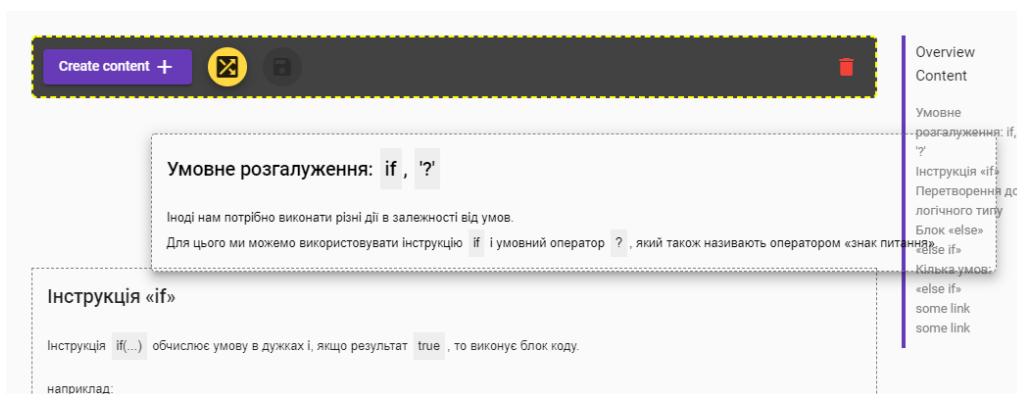 Create content +
Умовне розгалуження: if , '?'
Іноді нам потрібно виконати різні дії в залежності від умов.
Для цього ми можемо використовувати інструкцію if і умовний оператор ? , який також називають оператором «знак питання»
Інструкція «if»
Інструкція if(...) обчислює умову в дужках і, якщо результат true , то виконує блок коду.
наприклад:
Overview
Content
Умовне
розгалуження: if,
'?'
Інструкція «if»
Перетворення до
логічного типу
Блок «else»
«else if»
Кілька умов:
«else if»
some link
some link